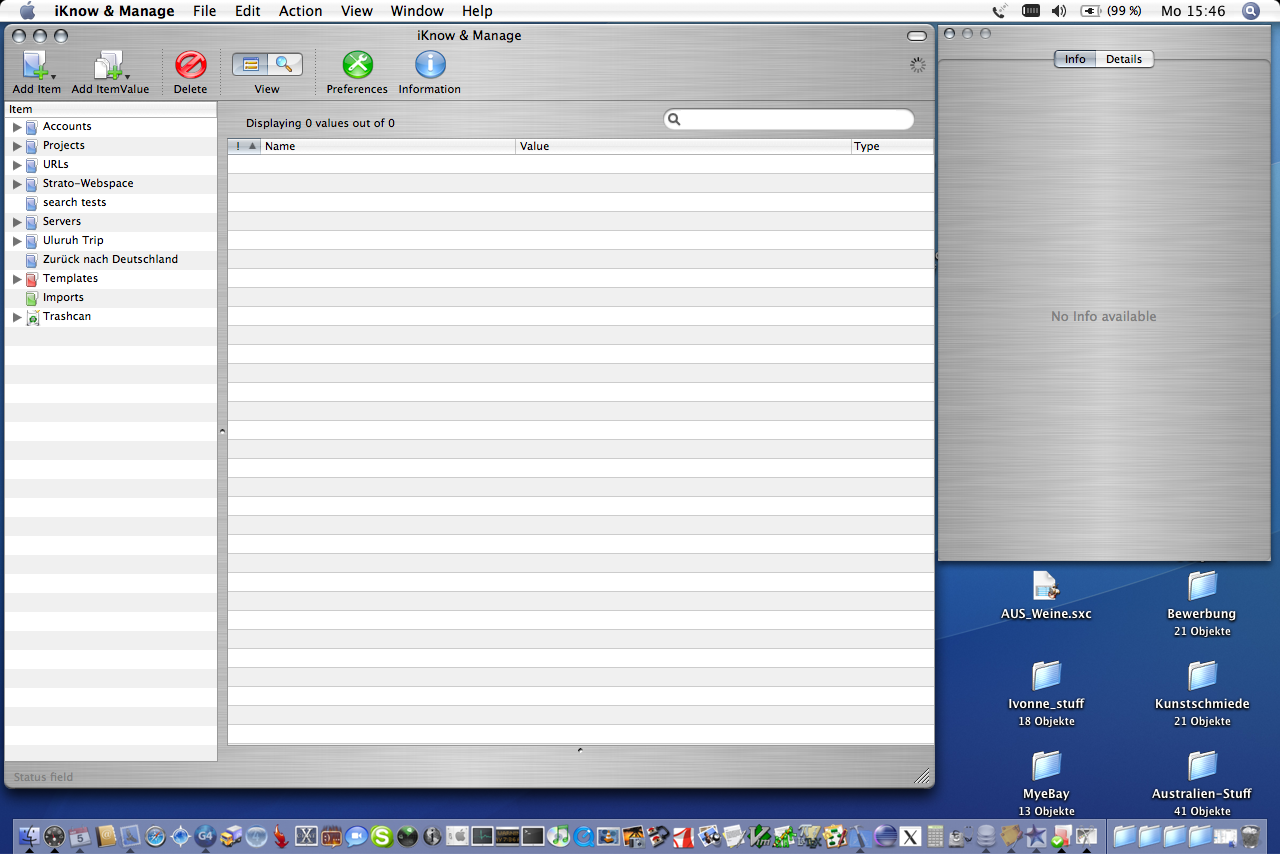 iKnow & Manage File Edit Action View Window Help (99 %) Mo 15:46
iKnow & Manage
Add Item Add ItemValue Delete View Preferences Information
Info Details
Item
Accounts
Projects
URLs
Strato-Webspace
search tests
Servers
Uluruh Trip
Zurück nach Deutschland
Templates
Imports
Trashcan
Displaying 0 values out of 0
! Name Value Type
No Info available
AUS_Weine.sxc
Bewerbung
21 Objekte
Ivonne_stuff
18 Objekte
Kunstschmiede
21 Objekte
MyeBay
13 Objekte
Australien-Stuff
41 Objekte
Status field